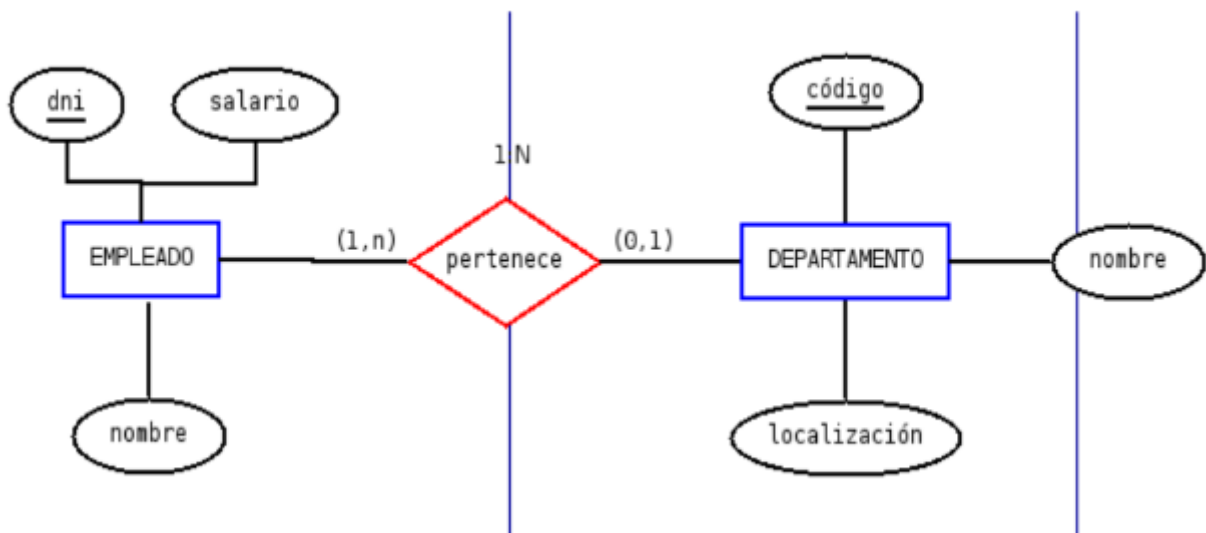 dni
salario
código
1:N
(1,n)
(0,1)
EMPLEADO
pertenece
DEPARTAMENTO
nombre
nombre
localización